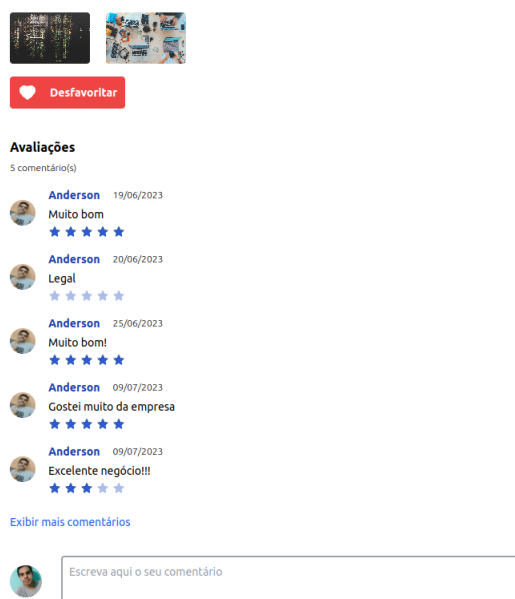 Desfavoritar
Avaliações
5 comentário(s)
Anderson 19/06/2023
Muito bom
Anderson 20/06/2023
Legal
Anderson 25/06/2023
Muito bom!
Anderson 09/07/2023
Gostei muito da empresa
Anderson 09/07/2023
Excelente negócio!!!
Exibir mais comentários
Escreva aqui o seu comentário